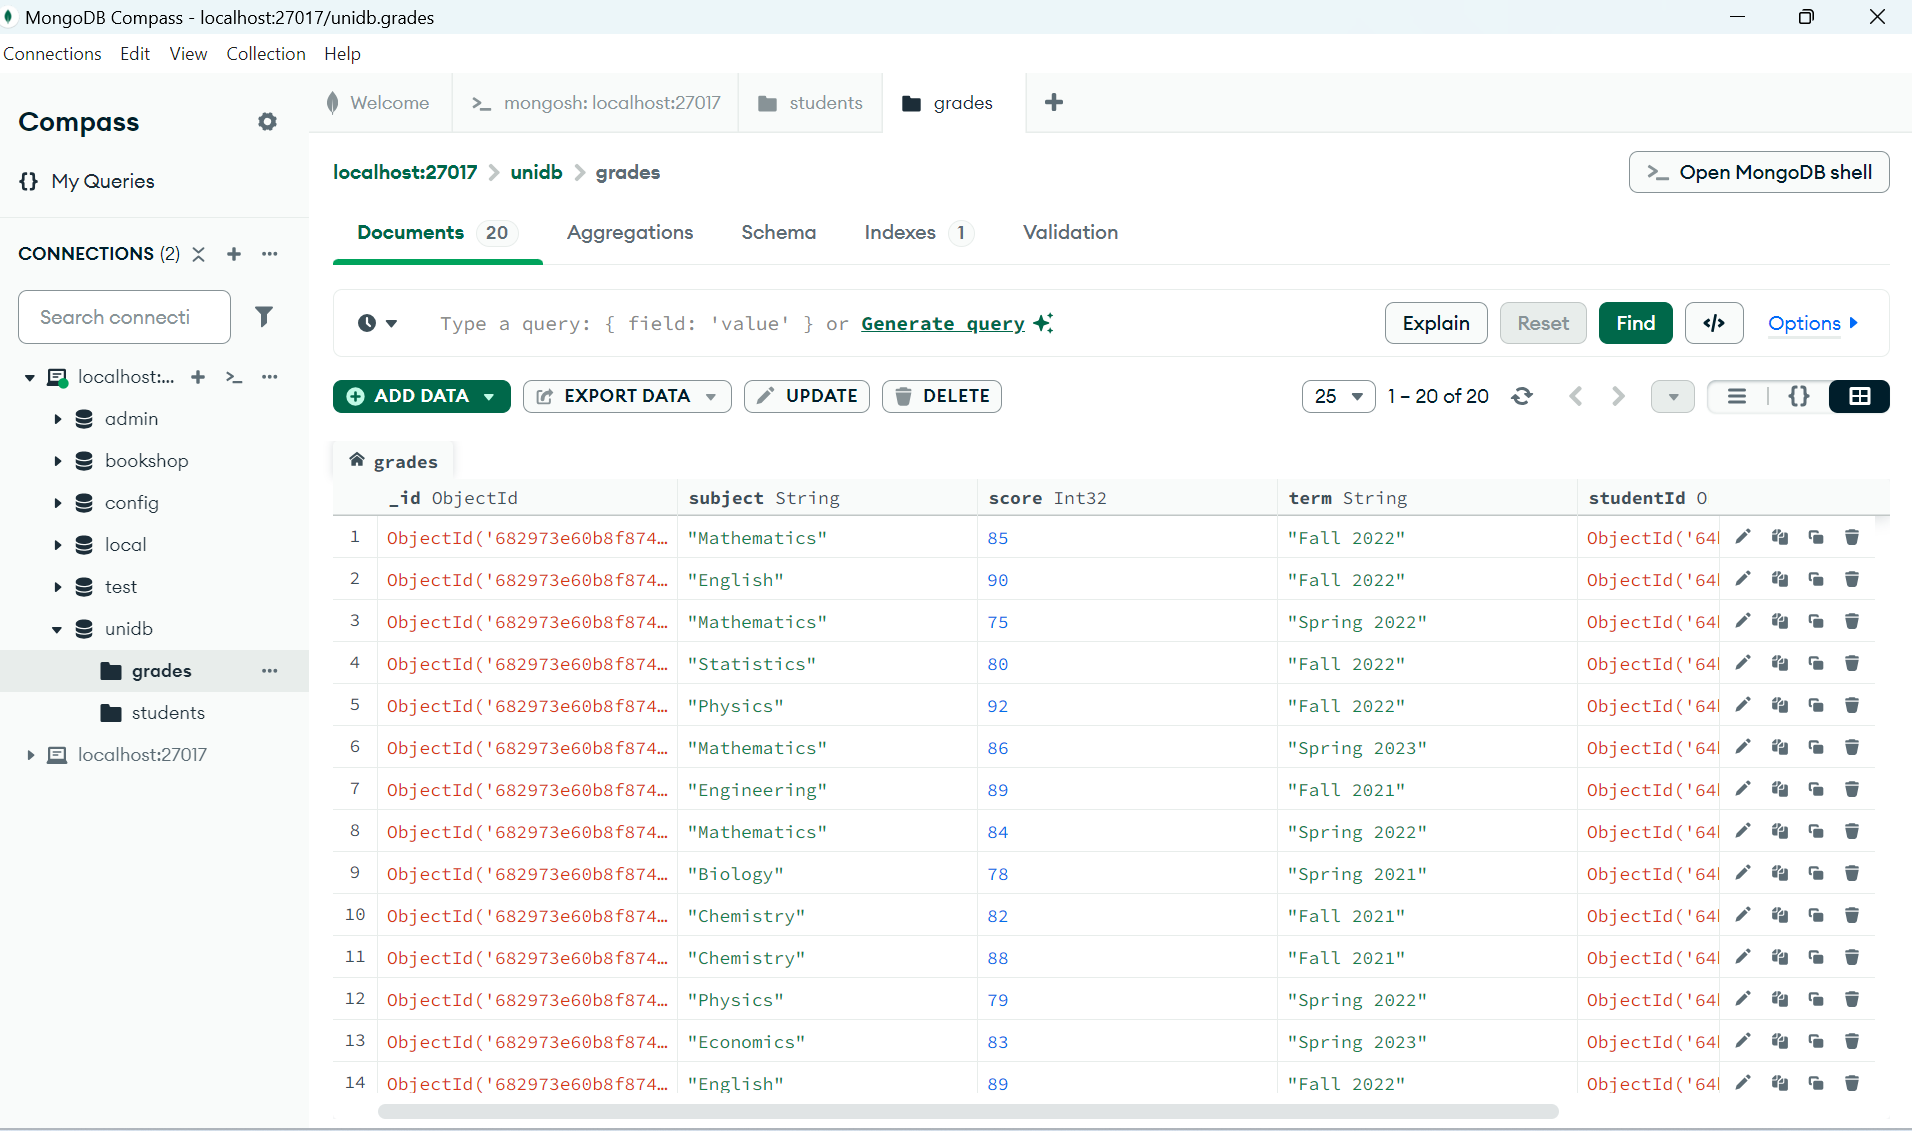 MongoDB Compass - localhost:27017/unidb.grades
Connections Edit View Collection Help
Compass
{} My Queries
CONNECTIONS (2)
Search connecti
localhost:...
admin
bookshop
config
local
test
unidb
grades
students
localhost:27017
Welcome >_ mongosh: localhost:27017 students grades +
localhost:27017 > unidb > grades
>_ Open MongoDB shell
Documents 20 Aggregations Schema Indexes 1 Validation
Type a query: { field: 'value' } or Generate query
Explain Reset Find </> Options
ADD DATA EXPORT DATA UPDATE DELETE 25 1 – 20 of 20 {}
grades
_id ObjectId subject String score Int32 term String studentId O
1 ObjectId('682973e60b8f874… "Mathematics" 85 "Fall 2022" ObjectId('64
2 ObjectId('682973e60b8f874… "English" 90 "Fall 2022" ObjectId('64
3 ObjectId('682973e60b8f874… "Mathematics" 75 "Spring 2022" ObjectId('64
4 ObjectId('682973e60b8f874… "Statistics" 80 "Fall 2022" ObjectId('64
5 ObjectId('682973e60b8f874… "Physics" 92 "Fall 2022" ObjectId('64
6 ObjectId('682973e60b8f874… "Mathematics" 86 "Spring 2023" ObjectId('64
7 ObjectId('682973e60b8f874… "Engineering" 89 "Fall 2021" ObjectId('64
8 ObjectId('682973e60b8f874… "Mathematics" 84 "Spring 2022" ObjectId('64
9 ObjectId('682973e60b8f874… "Biology" 78 "Spring 2021" ObjectId('64
10 ObjectId('682973e60b8f874… "Chemistry" 82 "Fall 2021" ObjectId('64
11 ObjectId('682973e60b8f874… "Chemistry" 88 "Fall 2021" ObjectId('64
12 ObjectId('682973e60b8f874… "Physics" 79 "Spring 2022" ObjectId('64
13 ObjectId('682973e60b8f874… "Economics" 83 "Spring 2023" ObjectId('64
14 ObjectId('682973e60b8f874… "English" 89 "Fall 2022" ObjectId('64